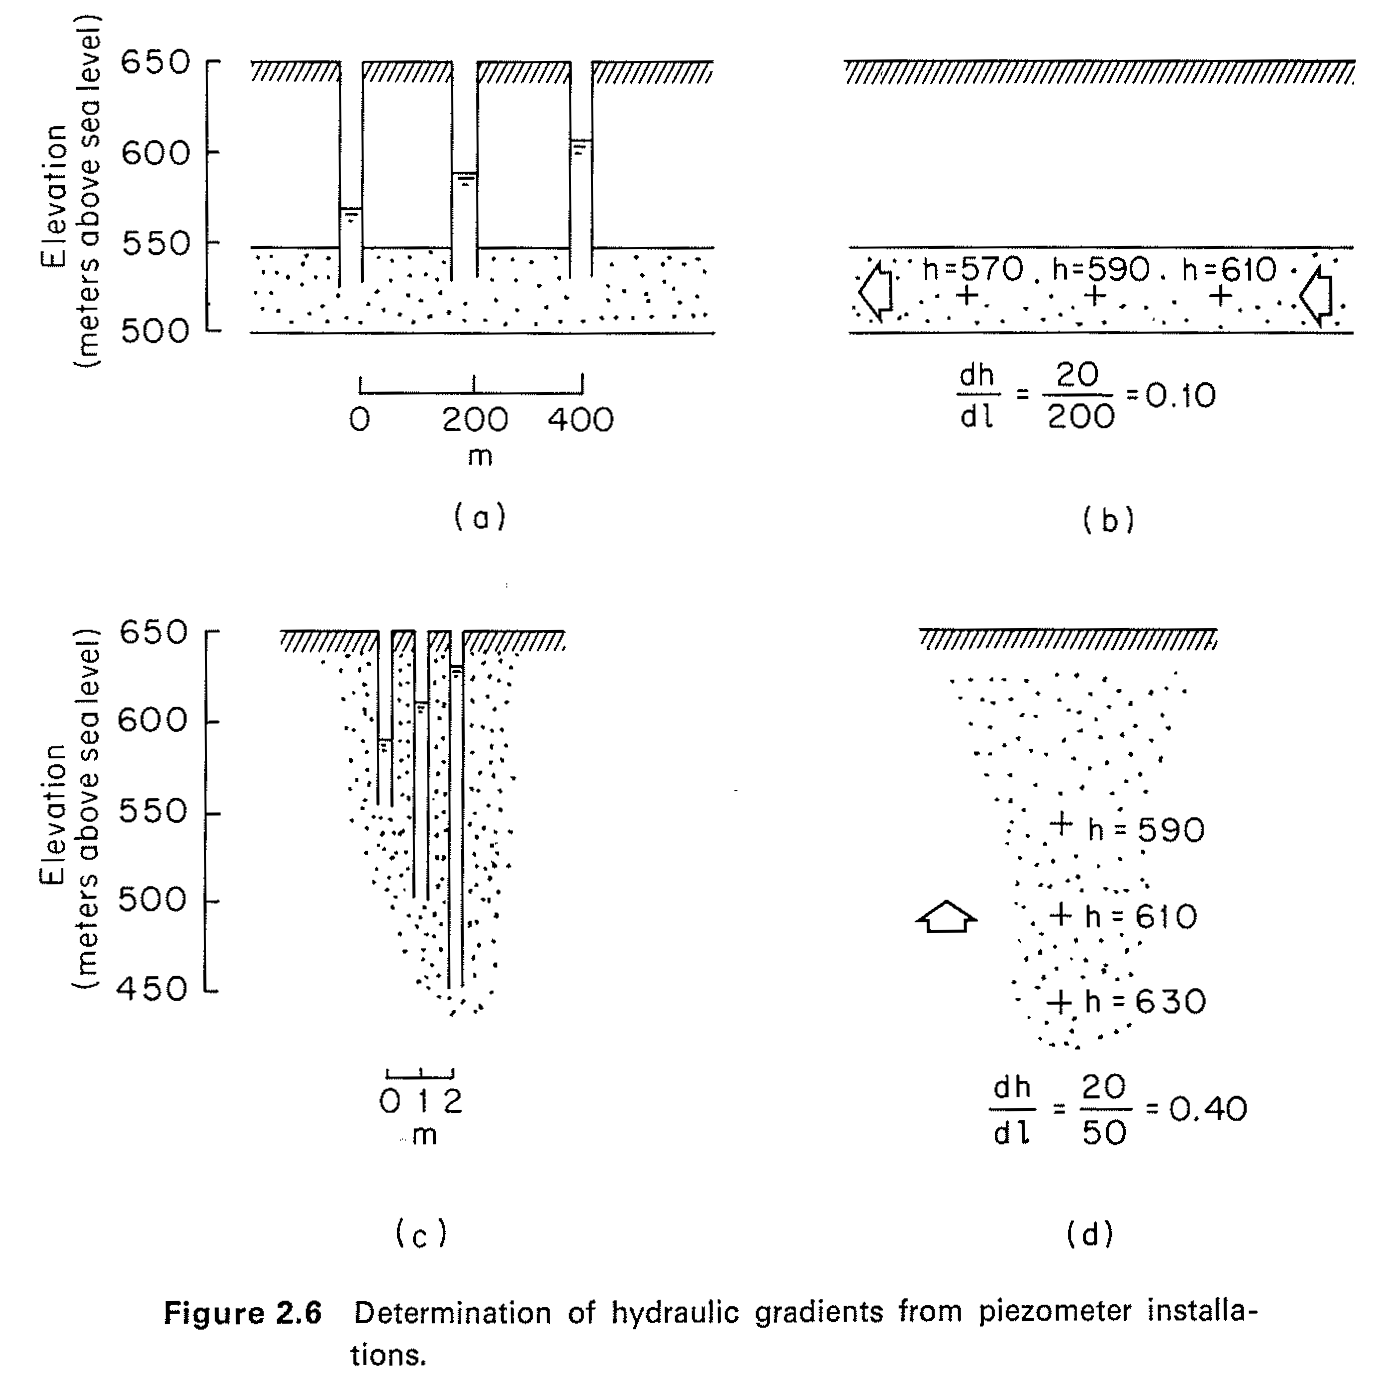 Elevation
(meters above sea level)
650
600
550
500
0 200 400
m
(a)
h=570 h=590 h=610
dh/dl = 20/200 = 0.10
(b)
Elevation
(meters above sea level)
650
600
550
500
450
0 1 2
m
(c)
h = 590
h = 610
h = 630
dh/dl = 20/50 = 0.40
(d)
Figure 2.6 Determination of hydraulic gradients from piezometer installa-
tions.